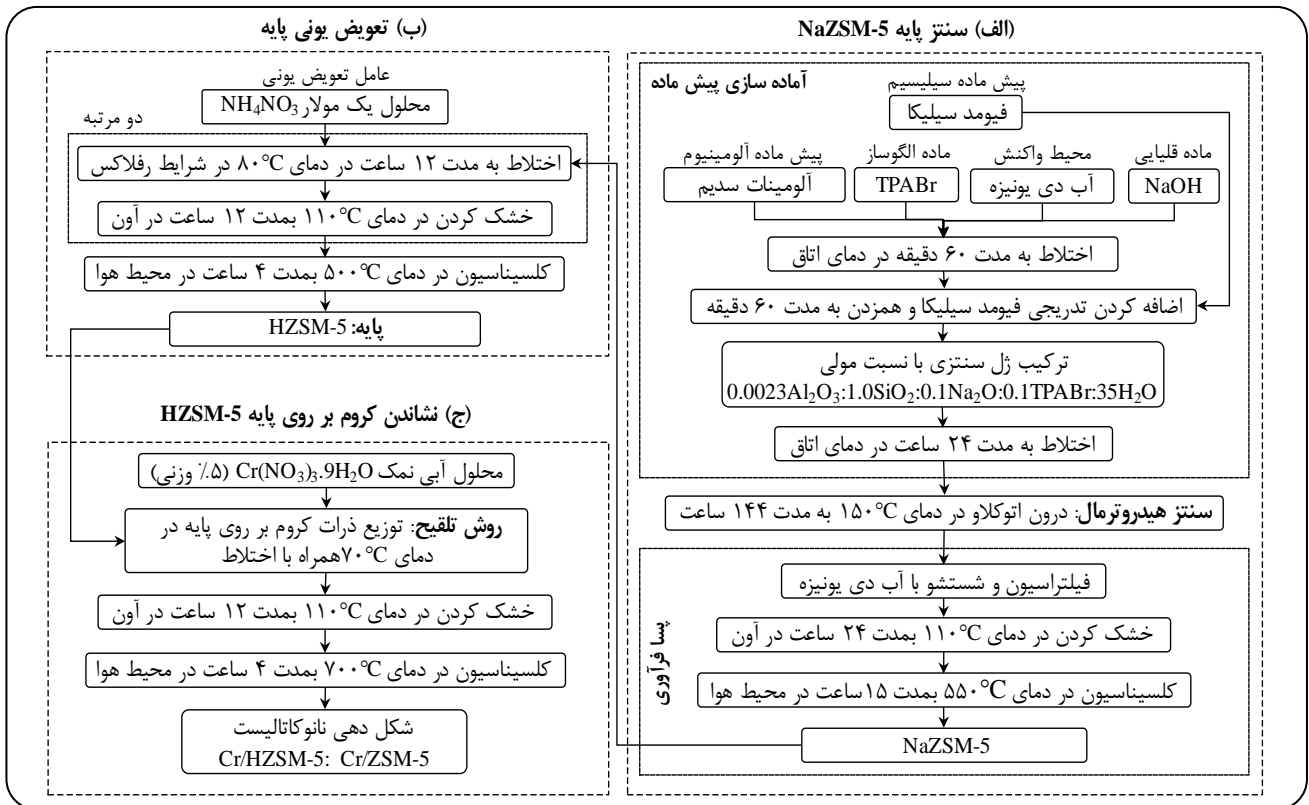 (الف) سنتز پایه NaZSM-5
آماده سازی پیش ماده
پیش ماده سیلیسیم
فیومد سیلیکا
ماده قلیایی
NaOH
محیط واکنش
آب دی یونیزه
ماده الگوساز
TPABr
پیش ماده آلومینیوم
آلومینات سدیم
اختلاط به مدت ۶۰ دقیقه در دمای اتاق
اضافه کردن تدریجی فیومد سیلیکا و همزدن به مدت ۶۰ دقیقه
ترکیب ژل سنتزی با نسبت مولی
0.0023Al₂O₃:1.0SiO₂:0.1Na₂O:0.1TPABr:35H₂O
اختلاط به مدت ۲۴ ساعت در دمای اتاق
سنتز هیدروترمال: درون اتوکلاو در دمای ۱۵۰°C به مدت ۱۴۴ ساعت
پسا فرآوری
فیلتراسیون و شستشو با آب دی یونیزه
خشک کردن در دمای ۱۱۰°C بمدت ۲۴ ساعت در آون
کلسیناسیون در دمای ۵۵۰°C بمدت ۱۵ساعت در محیط هوا
NaZSM-5
(ب) تعویض یونی پایه
عامل تعویض یونی
محلول یک مولار NH₄NO₃
دو مرتبه
اختلاط به مدت ۱۲ ساعت در دمای ۸۰°C در شرایط رفلاکس
خشک کردن در دمای ۱۱۰°C بمدت ۱۲ ساعت در آون
کلسیناسیون در دمای ۵۰۰°C بمدت ۴ ساعت در محیط هوا
پایه: HZSM-5
(ج) نشاندن کروم بر روی پایه HZSM-5
محلول آبی نمک Cr(NO₃)₃.9H₂O (۵٪ وزنی)
روش تلقیح: توزیع ذرات کروم بر روی پایه در
دمای ۷۰°Cهمراه با اختلاط
خشک کردن در دمای ۱۱۰°C بمدت ۱۲ ساعت در آون
کلسیناسیون در دمای ۷۰۰°C بمدت ۴ ساعت در محیط هوا
شکل دهی نانوکاتالیست
Cr/HZSM-5: Cr/ZSM-5